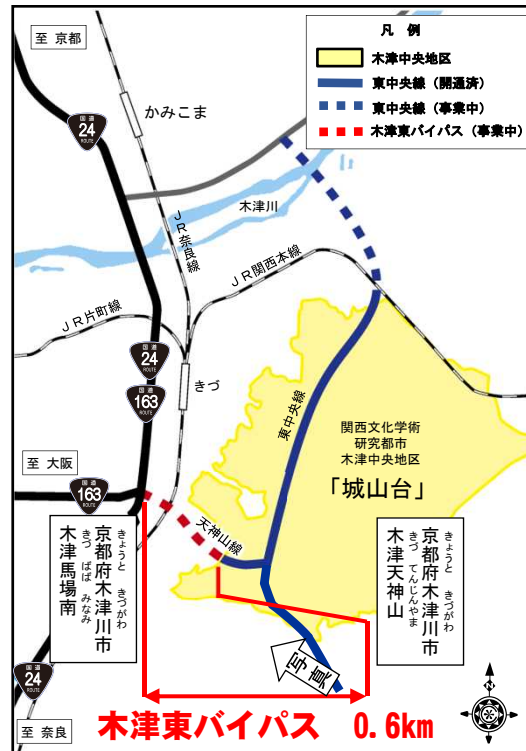 至 京都
凡 例
木津中央地区
東中央線（開通済）
東中央線（事業中）
木津東バイパス（事業中）
国道
24
ROUTE
かみこま
木津川
JR奈良線
JR関西本線
JR片町線
国道
24
ROUTE
国道
163
ROUTE
きづ
東中央線
関西文化学術
研究都市
木津中央地区
「城山台」
至 大阪
国道
163
ROUTE
天神山線
きょうと きづがわ
京都府木津川市
きづ ばば みなみ
木津馬場南
きょうと きづがわ
京都府木津川市
きづ てんじんやま
木津天神山
写真
国道
24
ROUTE
至 奈良
木津東バイパス 0.6km